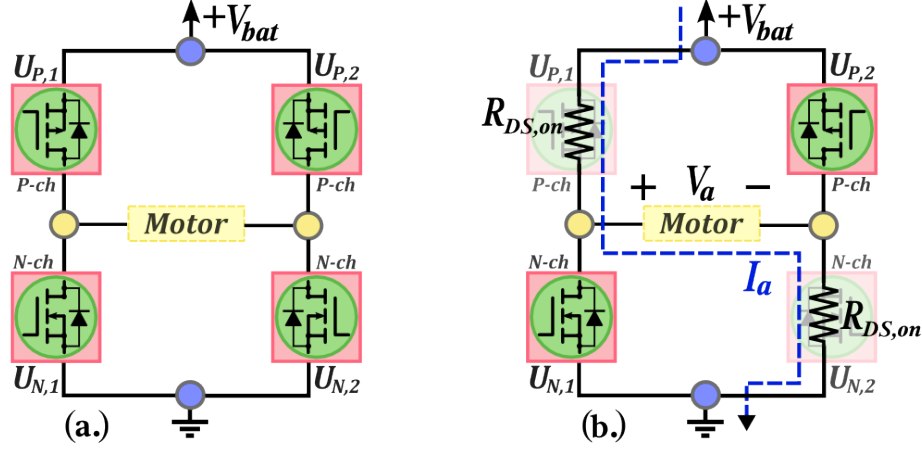 +V_bat
U_P,1
U_P,2
P-ch
P-ch
Motor
N-ch
N-ch
U_N,1
U_N,2
(a.)
+V_bat
U_P,1
U_P,2
R_DS,on
P-ch
P-ch
+ V_a −
Motor
N-ch
N-ch
I_a
R_DS,on
U_N,1
U_N,2
(b.)